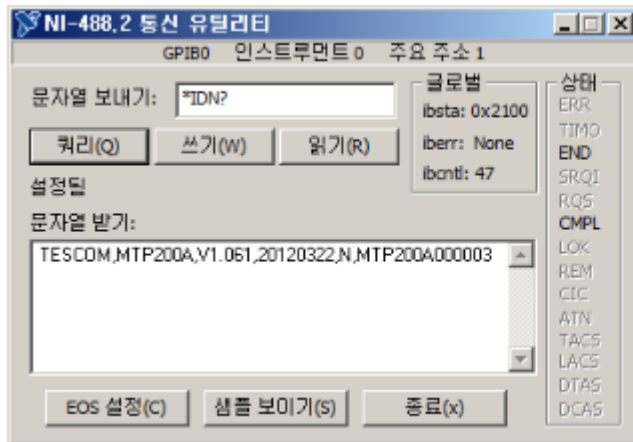 NI-488.2 통신 유틸리티
GPIB0 인스트루먼트 0 주요 주소 1
문자열 보내기: *IDN?
쿼리(Q) 쓰기(W) 읽기(R)
설정됨
문자열 받기:
TESCOM,MTP200A,V1.061,20120322,N,MTP200A000003
EOS 설정(C) 샘플 보이기(S) 종료(x)
글로벌
ibsta: 0x2100
iberr: None
ibcntl: 47
상태
ERR
TIMO
END
SRQI
RQS
CMPL
LOK
REM
CIC
ATN
TACS
LACS
DTAS
DCAS